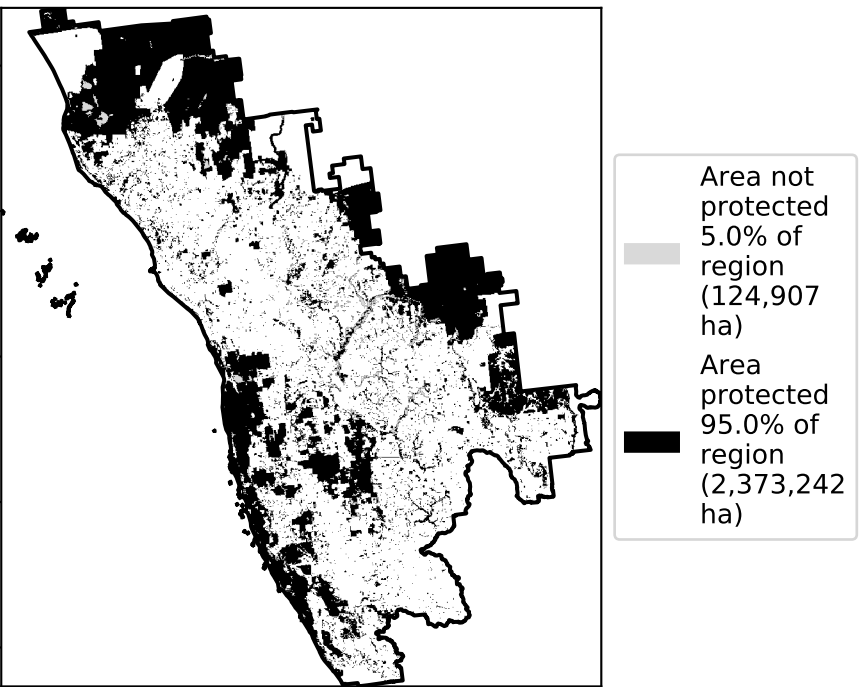 Area not
protected
5.0% of
region
(124,907
ha)
Area
protected
95.0% of
region
(2,373,242
ha)